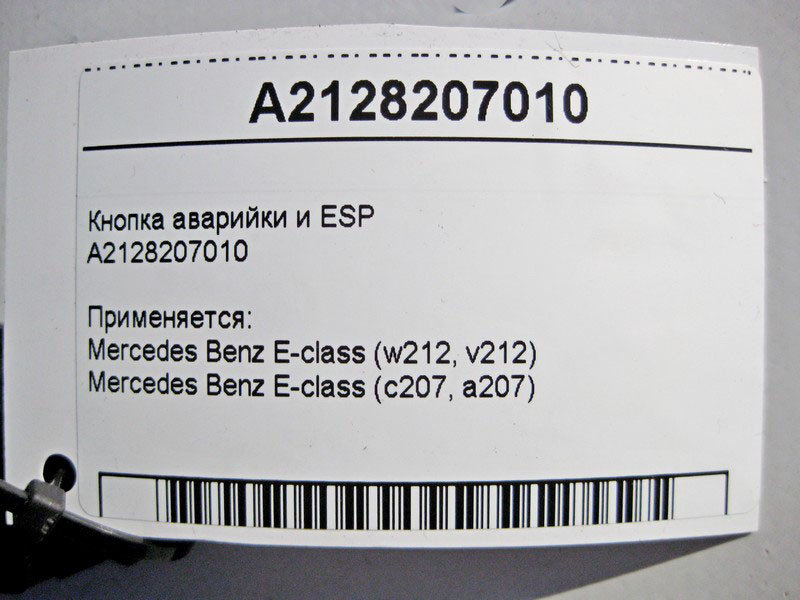 A2128207010
Кнопка аварийки и ESP
A2128207010
Применяется:
Mercedes Benz E-class (w212, v212)
Mercedes Benz E-class (c207, a207)